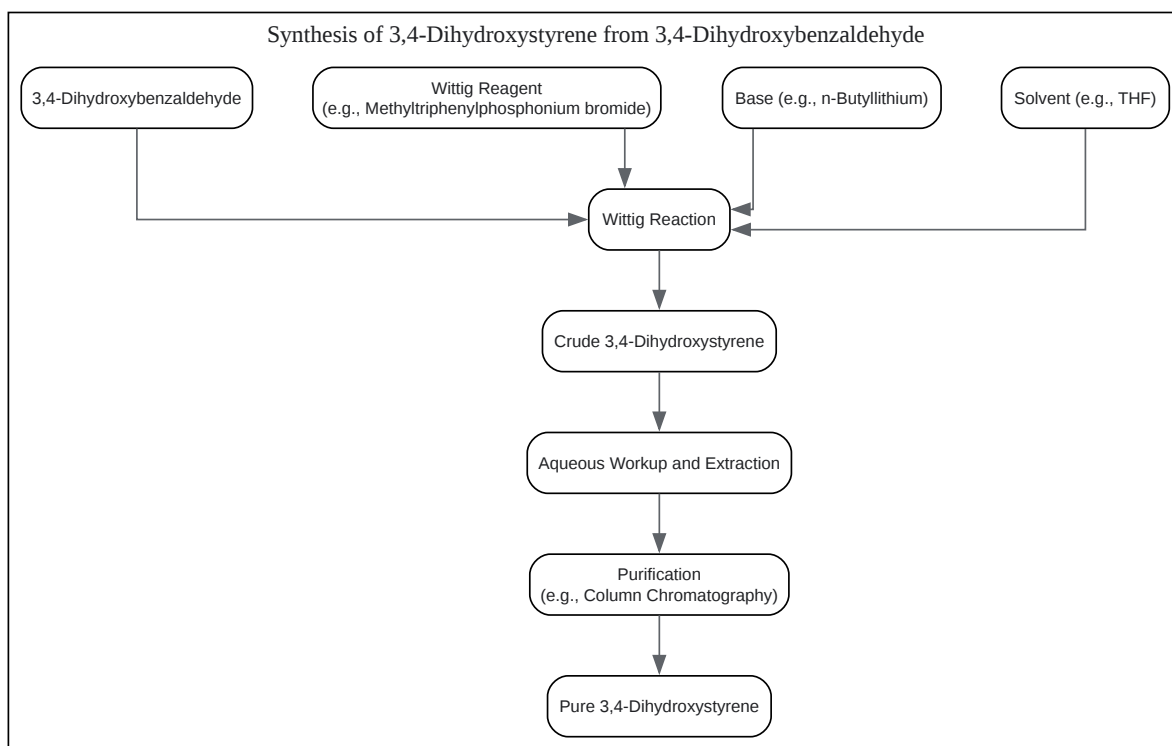 Synthesis of 3,4-Dihydroxystyrene from 3,4-Dihydroxybenzaldehyde
3,4-Dihydroxybenzaldehyde
Wittig Reagent
(e.g., Methyltriphenylphosphonium bromide)
Base (e.g., n-Butyllithium)
Solvent (e.g., THF)
Wittig Reaction
Crude 3,4-Dihydroxystyrene
Aqueous Workup and Extraction
Purification
(e.g., Column Chromatography)
Pure 3,4-Dihydroxystyrene